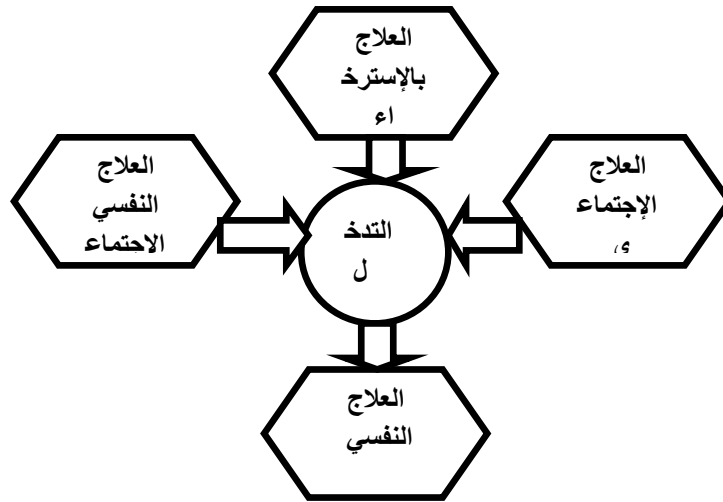 العلاج
بالإسترخ
اء
العلاج
الإجتماع
ي
العلاج
النفسي
الاجتماع
التدخ
ل
العلاج
النفسي